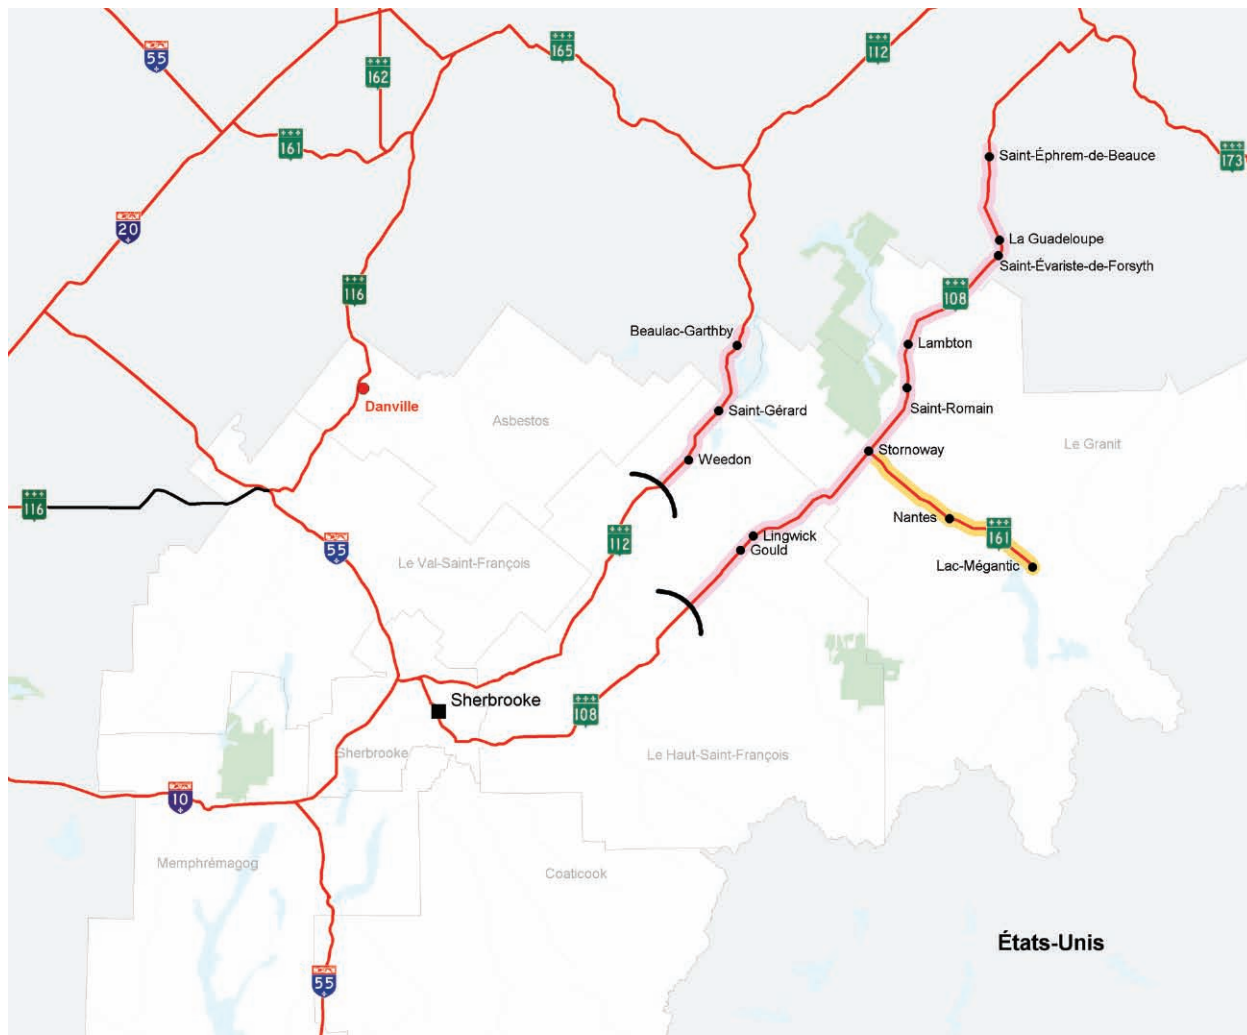 55
162
165
112
161
173
Saint-Éphrem-de-Beauce
20
La Guadeloupe
Saint-Évariste-de-Forsyth
116
108
Beaulac-Garthby
Lambton
Danville
Saint-Romain
Saint-Gérard
Asbestos
Le Granit
Stornoway
Weedon
116
Nantes
161
Lingwick
112
55
Gould
Le Val-Saint-François
Lac-Mégantic
Sherbrooke
108
Sherbrooke
Le Haut-Saint-François
10
Memphrémagog
Coaticook
États-Unis
55